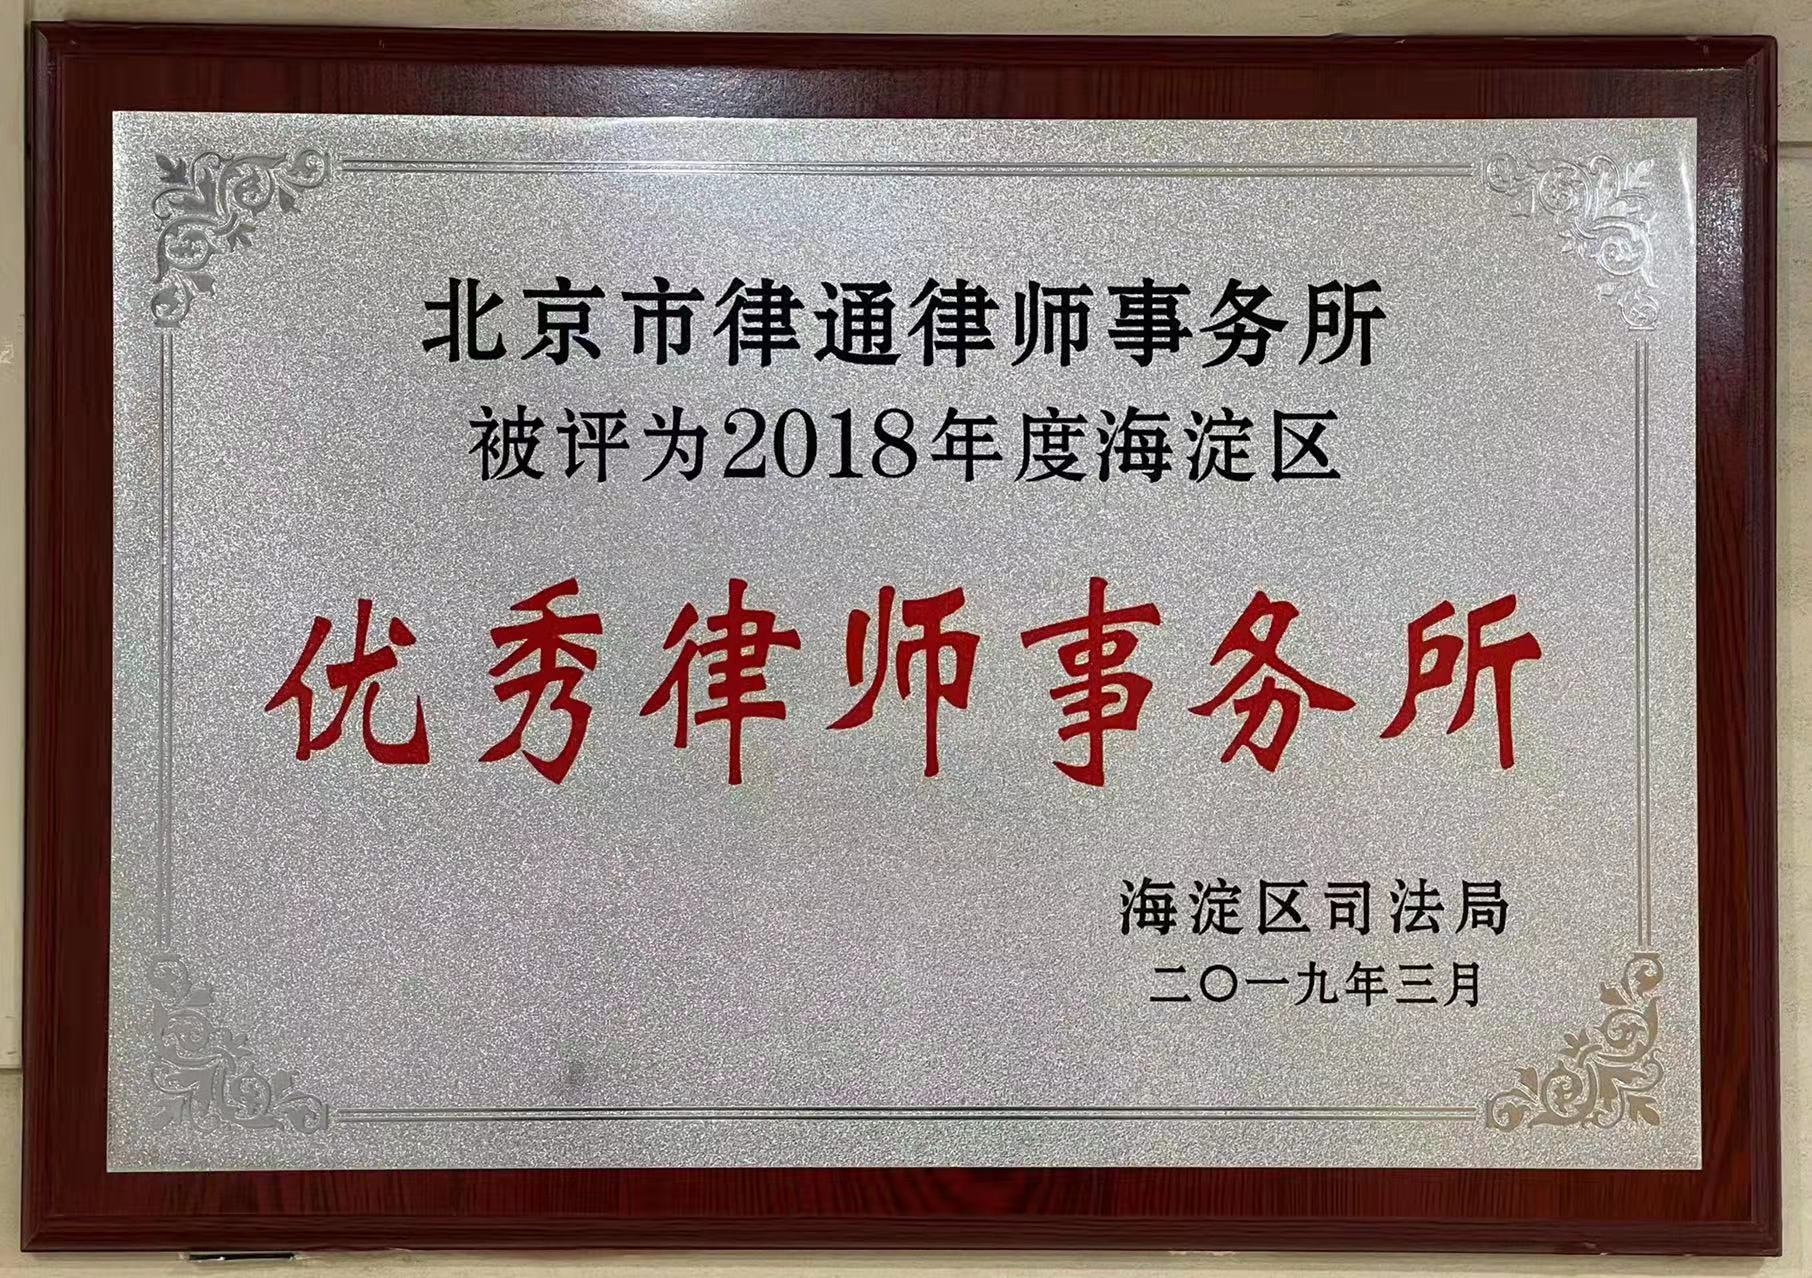 北京市律通律师事务所
被评为2018年度海淀区
优秀律师事务所
海淀区司法局
二〇一九年三月